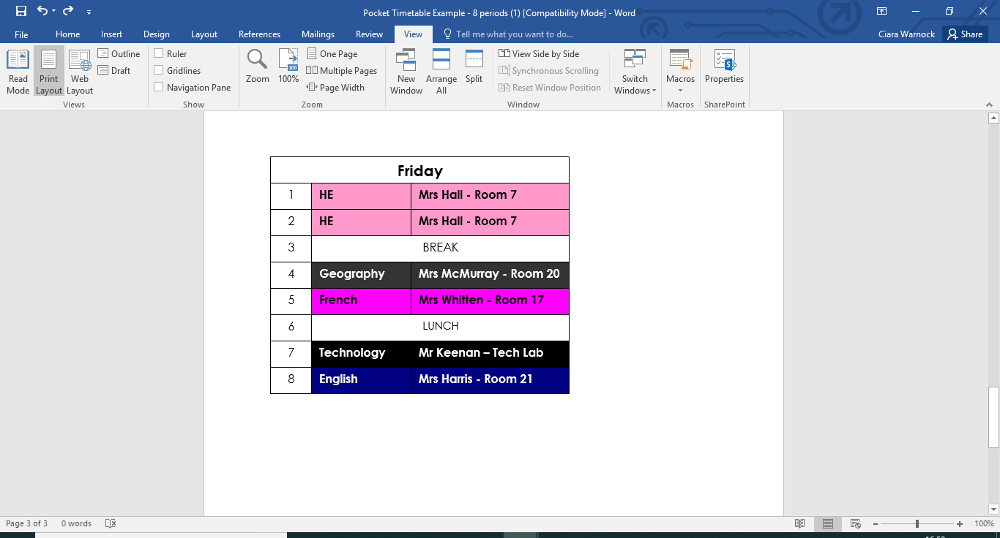 Pocket Timetable Example - 8 periods (1) [Compatibility Mode] - Word
File Home Insert Design Layout References Mailings Review View Tell me what you want to do... Ciara Warnock Share
Read Mode
Print Layout
Web Layout
Outline
Draft
Views
Ruler
Gridlines
Navigation Pane
Show
Zoom
100
100%
One Page
Multiple Pages
Page Width
Zoom
New Window
Arrange All
Split
View Side by Side
Synchronous Scrolling
Reset Window Position
Window
Switch Windows
Macros
Macros
Properties
SharePoint
Friday
1 HE Mrs Hall - Room 7
2 HE Mrs Hall - Room 7
3 BREAK
4 Geography Mrs McMurray - Room 20
5 French Mrs Whitten - Room 17
6 LUNCH
7 Technology Mr Keenan – Tech Lab
8 English Mrs Harris - Room 21
Page 3 of 3 0 words 100%